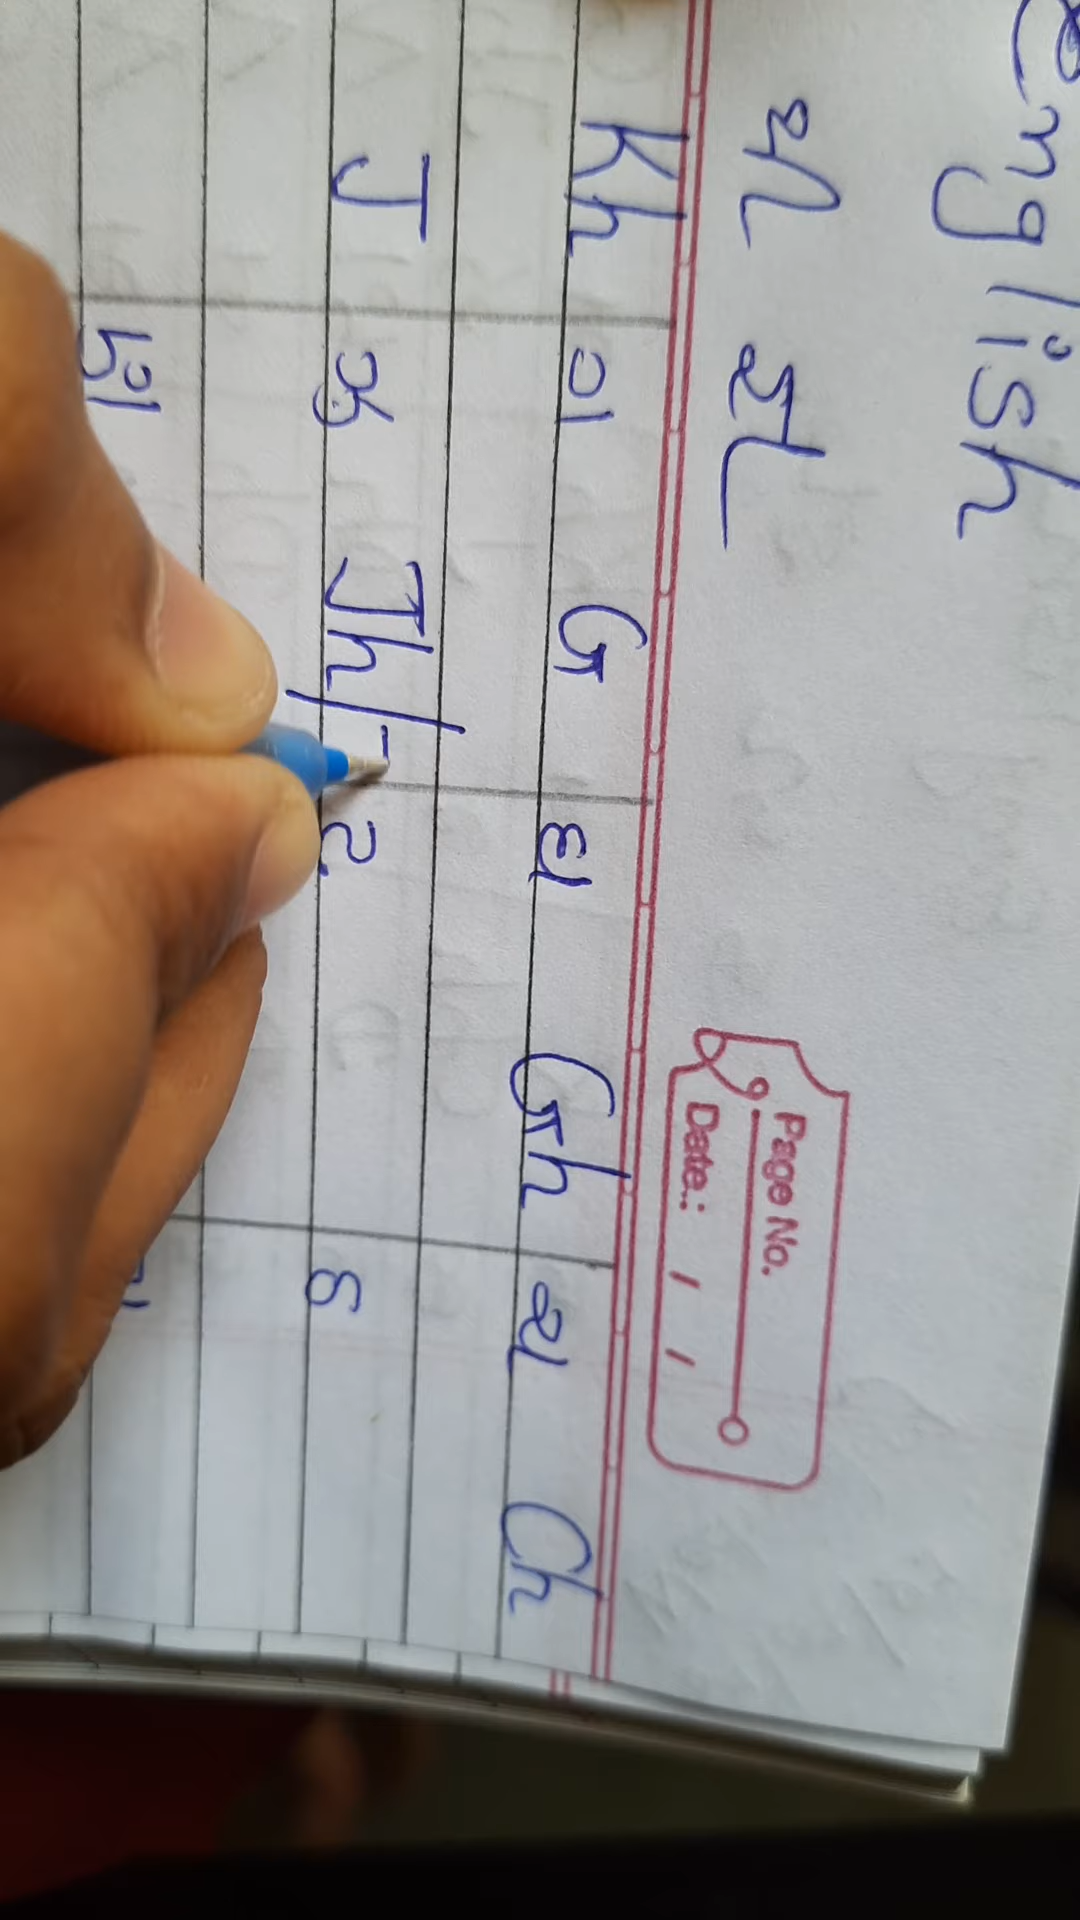 English
Page No.
Date.: / /
Kh ગ G ઘ Gh ચ Ch
J ઝ Jh/ ટ ઠ